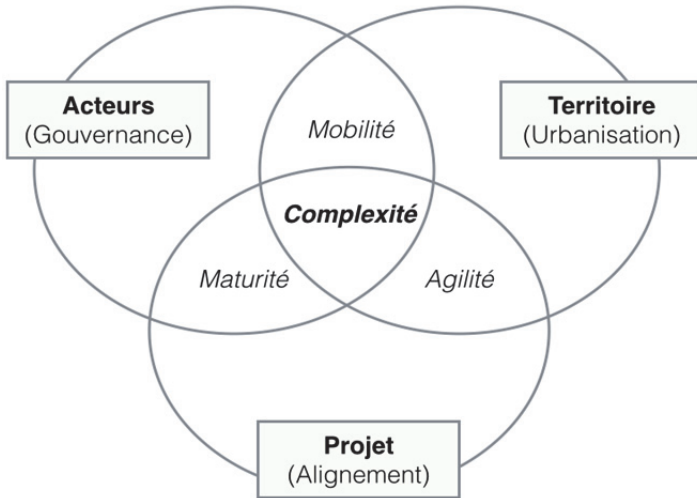 Acteurs
(Gouvernance)
Territoire
(Urbanisation)
Mobilité
Complexité
Maturité
Agilité
Projet
(Alignement)